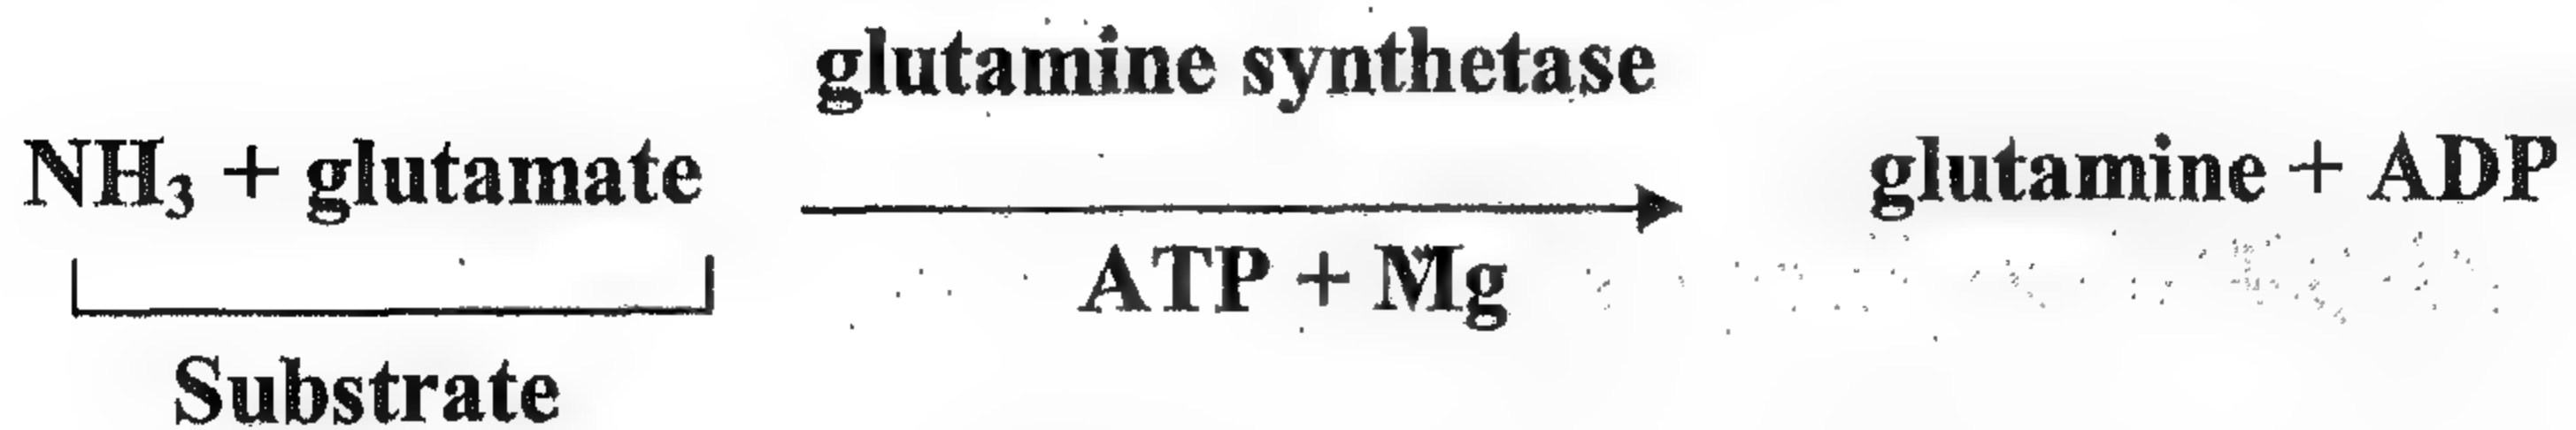 glutamine synthetase
NH₃ + glutamate
glutamine + ADP
ATP + Mg
Substrate